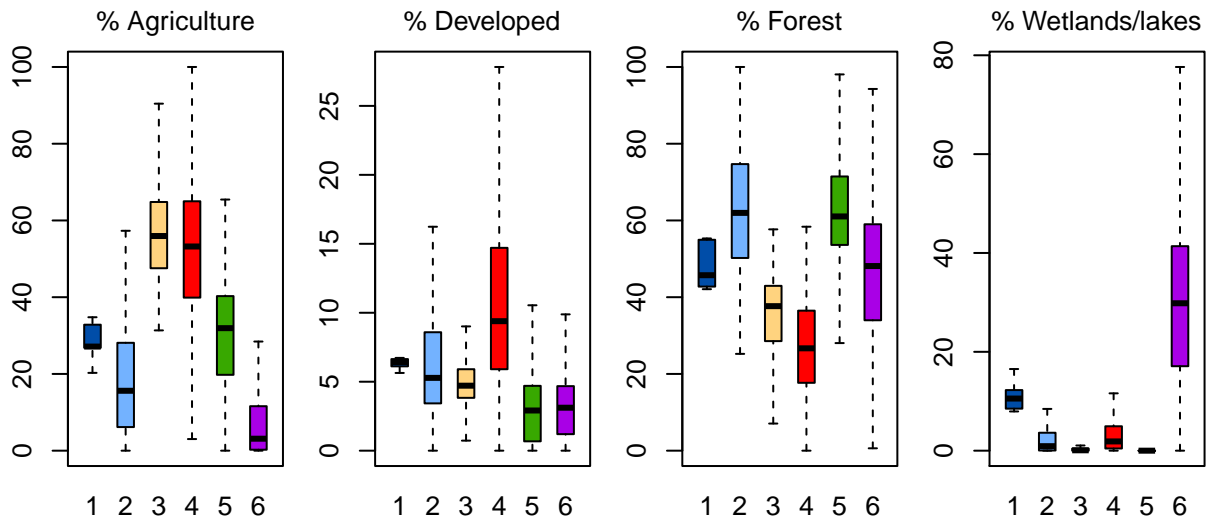 % Agriculture
0 20 40 60 80 100
1 2 3 4 5 6
% Developed
0 5 10 15 20 25
1 2 3 4 5 6
% Forest
0 20 40 60 80 100
1 2 3 4 5 6
% Wetlands/lakes
0 20 40 60 80
1 2 3 4 5 6